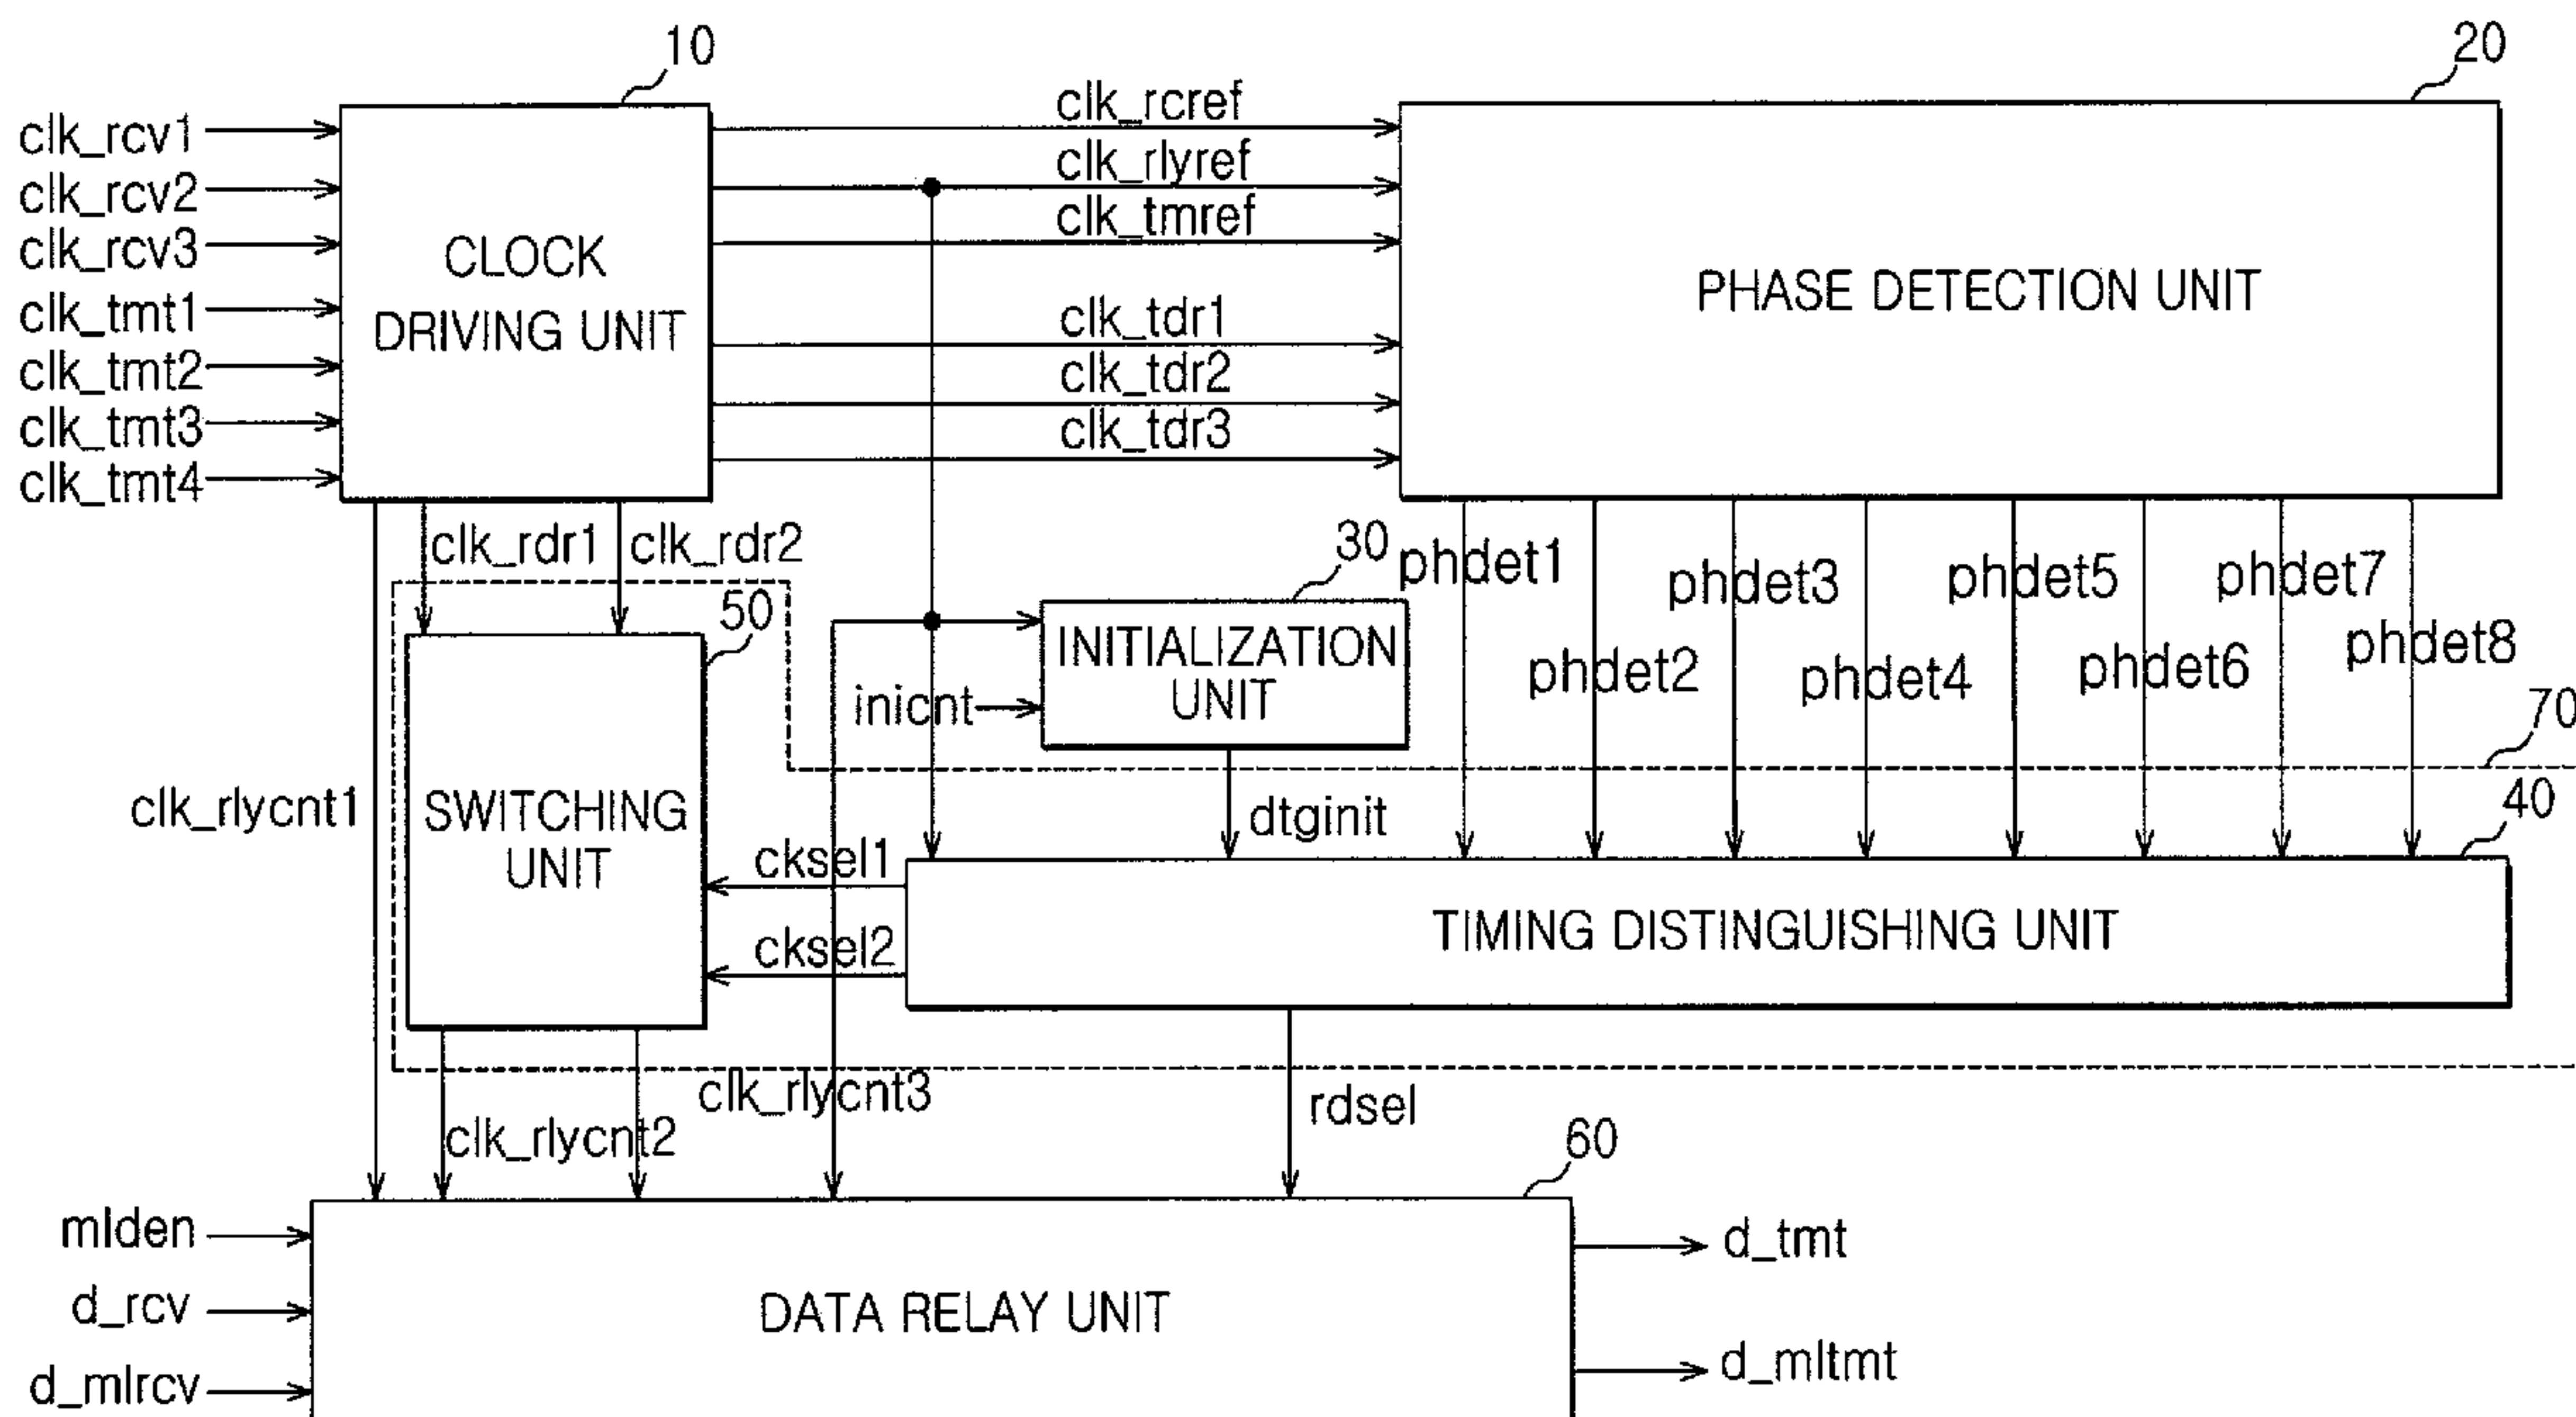 10
20
clk_rcv1
clk_rcv2
clk_rcv3
clk_tmt1
clk_tmt2
clk_tmt3
clk_tmt4
CLOCK
DRIVING UNIT
clk_rcref
clk_rlyref
clk_tmref
clk_tdr1
clk_tdr2
clk_tdr3
PHASE DETECTION UNIT
clk_rdr1
clk_rdr2
30
phdet1
phdet2
phdet3
phdet4
phdet5
phdet6
phdet7
phdet8
50
INITIALIZATION
UNIT
inicnt
70
clk_rlycnt1
SWITCHING
UNIT
dtginit
40
cksel1
cksel2
TIMING DISTINGUISHING UNIT
clk_rlycnt3
clk_rlycnt2
rdsel
60
mlden
d_rcv
d_mlrcv
DATA RELAY UNIT
d_tmt
d_mltmt